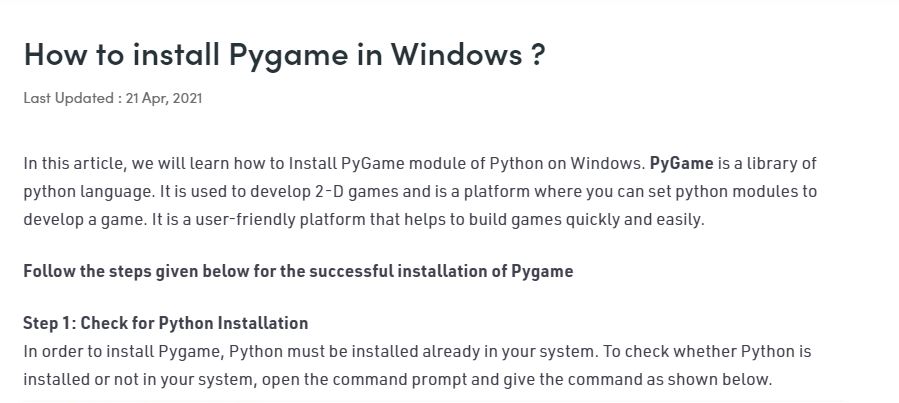 How to install Pygame in Windows ?
Last Updated : 21 Apr, 2021
In this article, we will learn how to Install PyGame module of Python on Windows. PyGame is a library of
python language. It is used to develop 2-D games and is a platform where you can set python modules to
develop a game. It is a user-friendly platform that helps to build games quickly and easily.
Follow the steps given below for the successful installation of Pygame
Step 1: Check for Python Installation
In order to install Pygame, Python must be installed already in your system. To check whether Python is
installed or not in your system, open the command prompt and give the command as shown below.